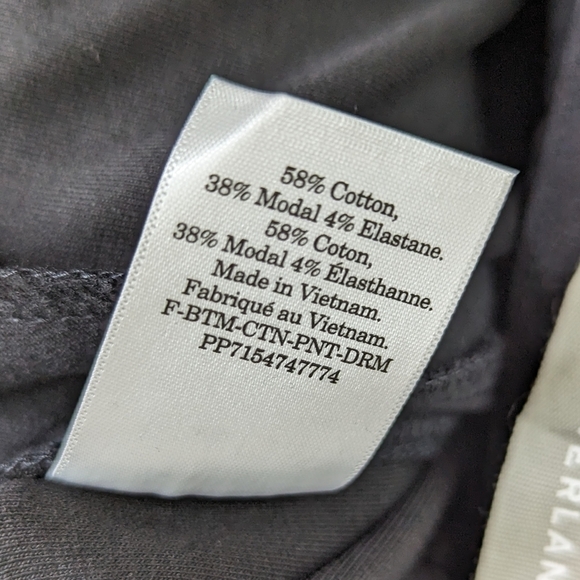 58% Cotton,
38% Modal 4% Elastane.
58% Coton,
38% Modal 4% Élasthanne.
Made in Vietnam.
Fabriqué au Vietnam.
F-BTM-CTN-PNT-DRM
PP7154747774